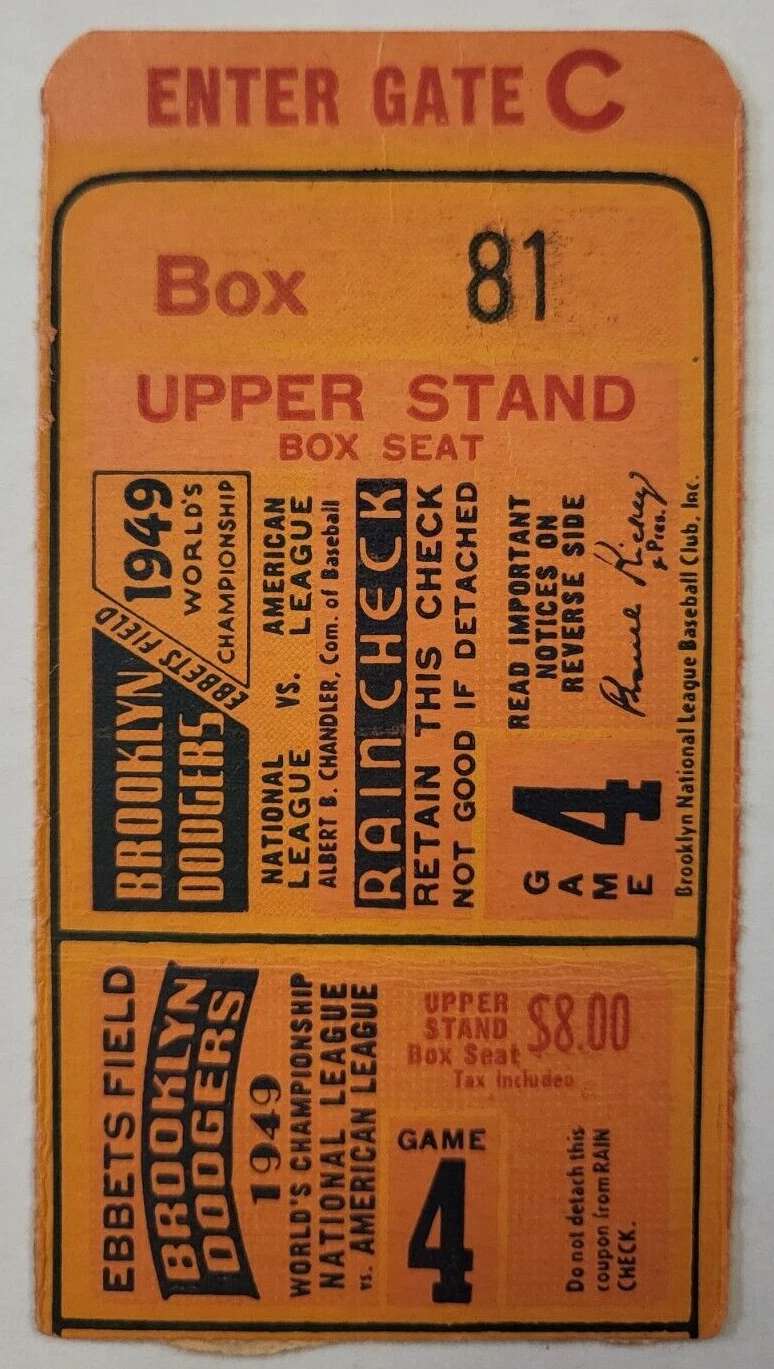 ENTER GATE C
Box 81
UPPER STAND
BOX SEAT
BROOKLYN
DODGERS
EBBETS FIELD
1949
WORLD'S
CHAMPIONSHIP
NATIONAL AMERICAN
LEAGUE VS. LEAGUE
ALBERT B. CHANDLER, Com. of Baseball
RAIN CHECK
RETAIN THIS CHECK
NOT GOOD IF DETACHED
GAME
4
READ IMPORTANT
NOTICES ON
REVERSE SIDE
Branch Rickey
Pres.
Brooklyn National League Baseball Club, Inc.
EBBETS FIELD
BROOKLYN
DODGERS
1949
WORLD'S CHAMPIONSHIP
NATIONAL LEAGUE
vs. AMERICAN LEAGUE
UPPER
STAND
Box Seat
$8.00
Tax Included
GAME
4
Do not detach this
coupon from RAIN
CHECK.